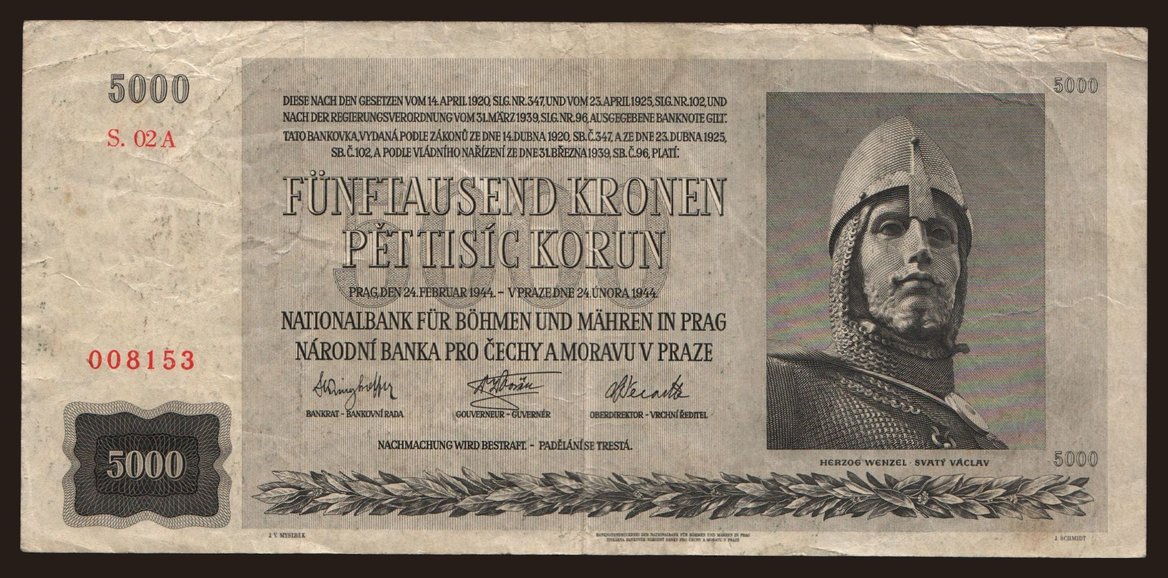 5000
5000
S. 02 A
DIESE NACH DEN GESETZEN VOM 14. APRIL 1920, SLG. NR. 347, UND VOM 23. APRIL 1925, SLG. NR. 102, UND
NACH DER REGIERUNGSVERORDNUNG VOM 31. MÄRZ 1939, SLG. NR. 96, AUSGEGEBENE BANKNOTE GILT:
TATO BANKOVKA, VYDANÁ PODLE ZÁKONŮ ZE DNE 14. DUBNA 1920, SB. Č. 347, A ZE DNE 23. DUBNA 1925,
SB. Č. 102, A PODLE VLÁDNÍHO NAŘÍZENÍ ZE DNE 31. BŘEZNA 1939, SB. Č. 96, PLATÍ:
FÜNFTAUSEND KRONEN
PĚTTISÍC KORUN
5000
PRAG, DEN 24. FEBRUAR 1944. – V PRAZE DNE 24. ÚNORA 1944.
NATIONALBANK FÜR BÖHMEN UND MÄHREN IN PRAG
NÁRODNÍ BANKA PRO ČECHY A MORAVU V PRAZE
008153
BANKRAT – BANKOVNÍ RADA
GOUVERNEUR – GUVERNÉR
OBERDIREKTOR – VRCHNÍ ŘEDITEL
NACHMACHUNG WIRD BESTRAFT. – PADĚLÁNÍ SE TRESTÁ.
5000
HERZOG WENZEL · SVATÝ VÁCLAV
5000
J. V. MYSLBEK
J. SCHMIDT